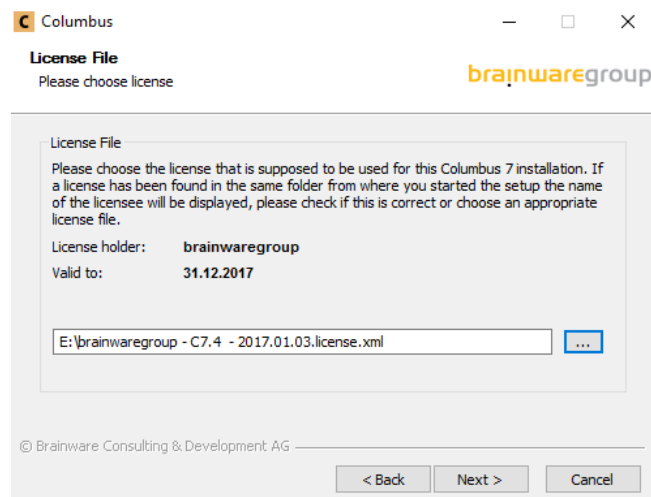 C Columbus
License File
Please choose license
brainwaregroup
License File
Please choose the license that is supposed to be used for this Columbus 7 installation. If
a license has been found in the same folder from where you started the setup the name
of the licensee will be displayed, please check if this is correct or choose an appropriate
license file.
License holder: brainwaregroup
Valid to: 31.12.2017
E:\brainwaregroup - C7.4  - 2017.01.03.license.xml ...
© Brainware Consulting & Development AG
< Back Next > Cancel